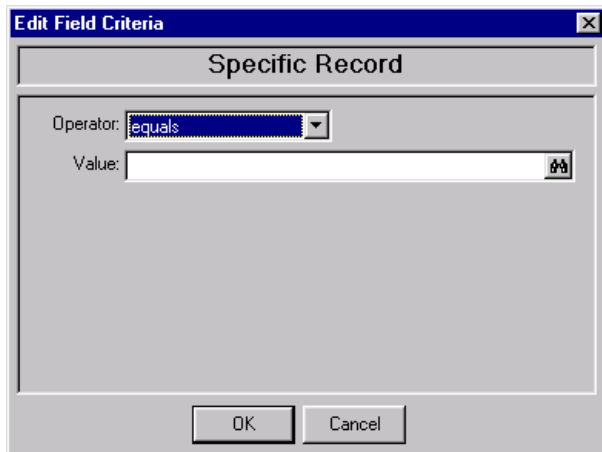 Edit Field Criteria
Specific Record
Operator: equals
Value:
OK Cancel